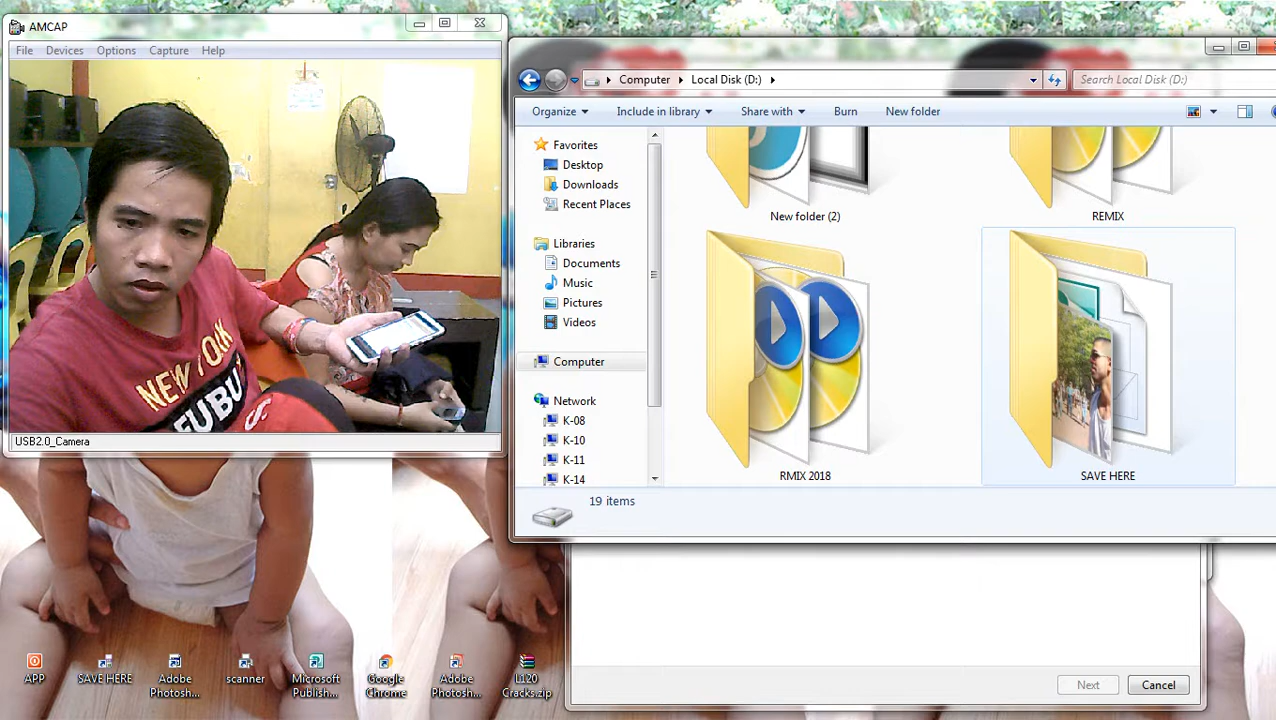 AMCAP
File Devices Options Capture Help
NEW YORK
FUBU
USB2.0_Camera
Computer Local Disk (D:)
Search Local Disk (D:)
Organize Include in library Share with Burn New folder
Favorites
Desktop
Downloads
Recent Places
Libraries
Documents
Music
Pictures
Videos
Computer
Network
K-08
K-10
K-11
K-14
New folder (2)
REMIX
RMIX 2018
SAVE HERE
19 items
Next Cancel
APP
SAVE HERE
Adobe
Photosh...
scanner
Microsoft
Publish...
Google
Chrome
Adobe
Photosh...
L120
Cracks.zip